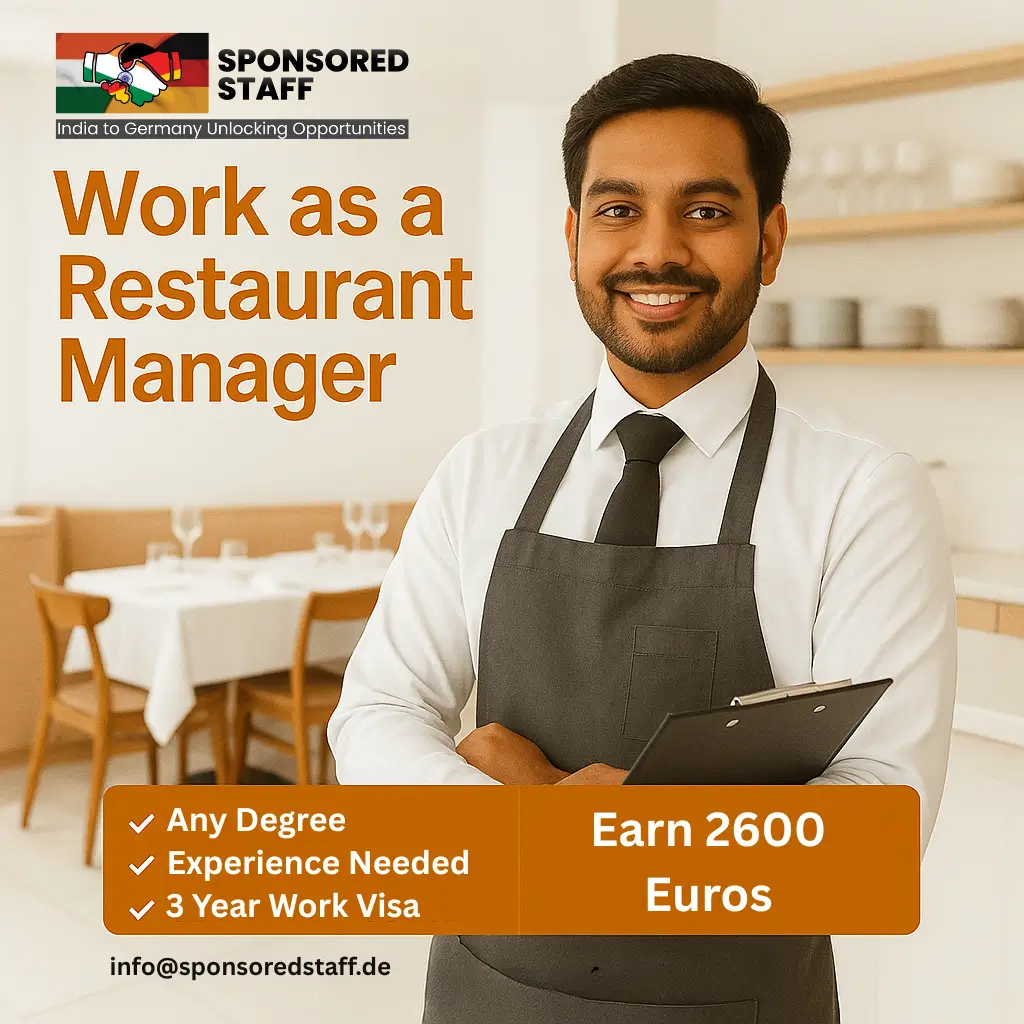 SPONSORED
STAFF
India to Germany Unlocking Opportunities
Work as a
Restaurant
Manager
Any Degree
Experience Needed
3 Year Work Visa
Earn 2600
Euros
info@sponsoredstaff.de